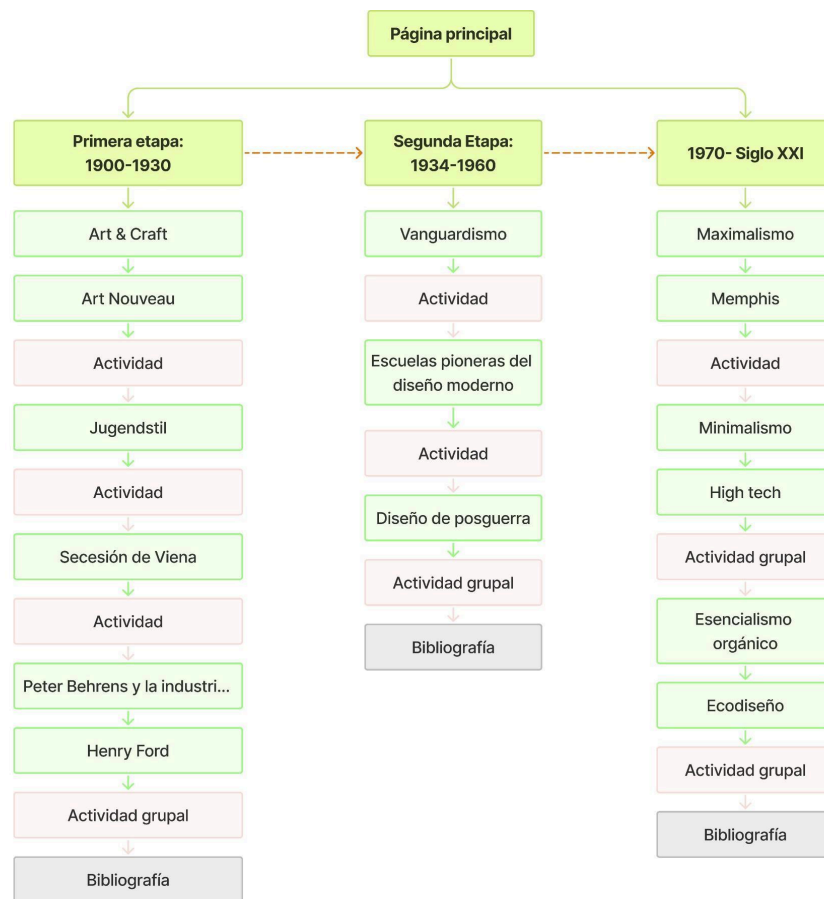 Página principal
Primera etapa:
1900-1930
Art & Craft
Art Nouveau
Actividad
Jugendstil
Actividad
Secesión de Viena
Actividad
Peter Behrens y la industri...
Henry Ford
Actividad grupal
Bibliografía
Segunda Etapa:
1934-1960
Vanguardismo
Actividad
Escuelas pioneras del
diseño moderno
Actividad
Diseño de posguerra
Actividad grupal
Bibliografía
1970- Siglo XXI
Maximalismo
Memphis
Actividad
Minimalismo
High tech
Actividad grupal
Esencialismo
orgánico
Ecodiseño
Actividad grupal
Bibliografía